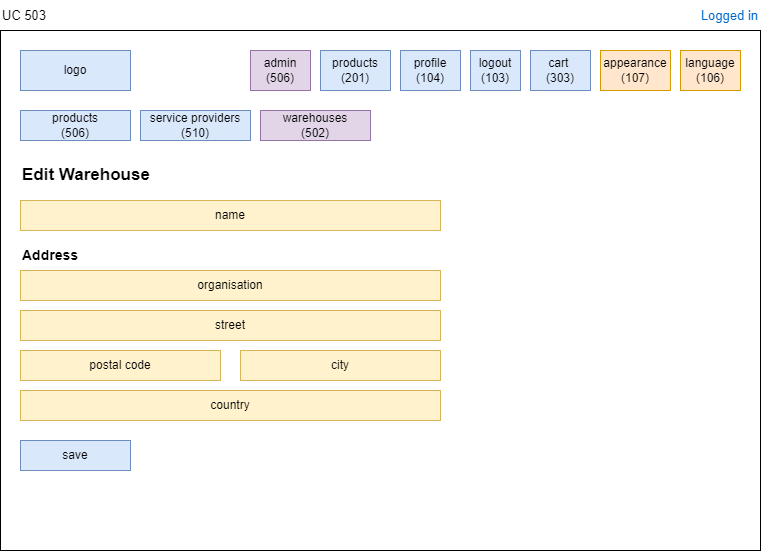 UC 503
Logged in
logo
admin
(506)
products
(201)
profile
(104)
logout
(103)
cart
(303)
appearance
(107)
language
(106)
products
(506)
service providers
(510)
warehouses
(502)
Edit Warehouse
name
Address
organisation
street
postal code
city
country
save